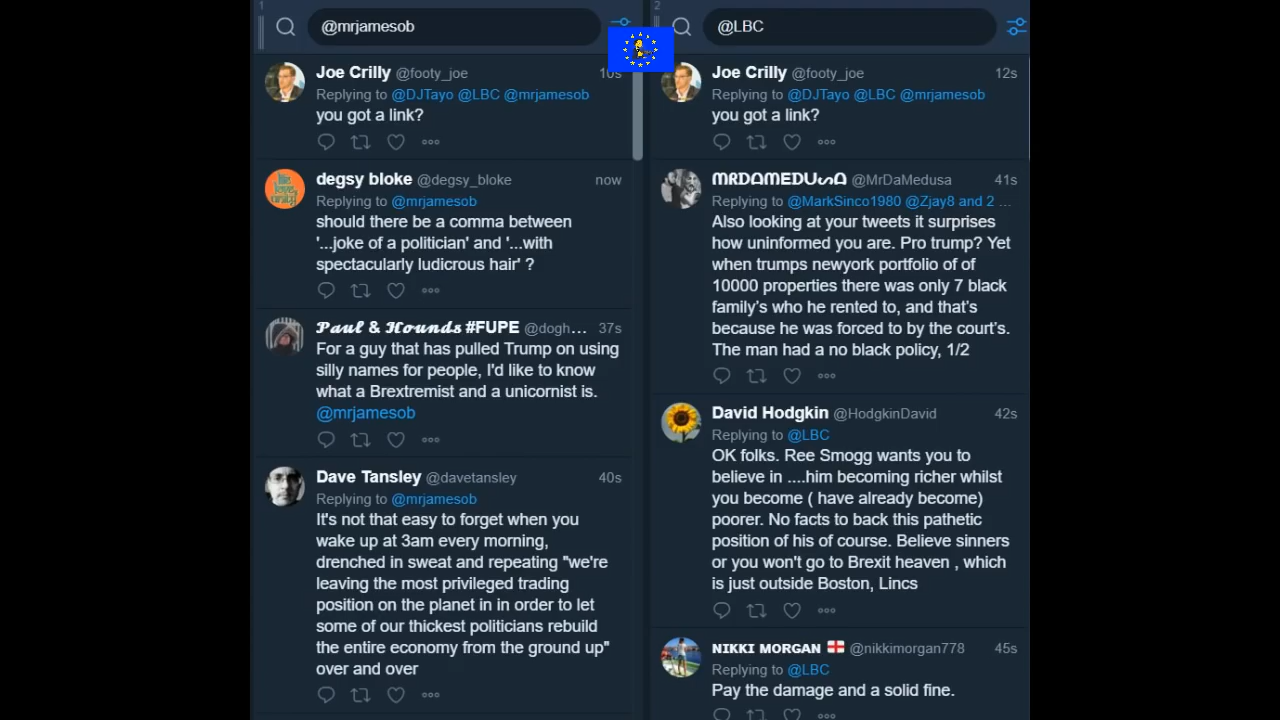 1
@mrjamesob
Joe Crilly @footy_joe 10s
Replying to @DJTayo @LBC @mrjamesob
you got a link?
degsy bloke @degsy_bloke now
Replying to @mrjamesob
should there be a comma between
'...joke of a politician' and '...with
spectacularly ludicrous hair' ?
𝓟𝓪𝓾𝓵 & 𝓗𝓸𝓾𝓷𝓭𝓼 #FUPE @dogh... 37s
For a guy that has pulled Trump on using
silly names for people, I'd like to know
what a Brextremist and a unicornist is.
@mrjamesob
Dave Tansley @davetansley 40s
Replying to @mrjamesob
It's not that easy to forget when you
wake up at 3am every morning,
drenched in sweat and repeating "we're
leaving the most privileged trading
position on the planet in in order to let
some of our thickest politicians rebuild
the entire economy from the ground up"
over and over
2
@LBC
Joe Crilly @footy_joe 12s
Replying to @DJTayo @LBC @mrjamesob
you got a link?
ᗰᖇᗪᗩᗰEᗪᑌᔕᗩ @MrDaMedusa 41s
Replying to @MarkSinco1980 @Zjay8 and 2 ...
Also looking at your tweets it surprises
how uninformed you are. Pro trump? Yet
when trumps newyork portfolio of of
10000 properties there was only 7 black
family's who he rented to, and that's
because he was forced to by the court's.
The man had a no black policy, 1/2
David Hodgkin @HodgkinDavid 42s
Replying to @LBC
OK folks. Ree Smogg wants you to
believe in ....him becoming richer whilst
you become ( have already become)
poorer. No facts to back this pathetic
position of his of course. Believe sinners
or you won't go to Brexit heaven , which
is just outside Boston, Lincs
ɴɪᴋᴋɪ ᴍᴏʀɢᴀɴ @nikkimorgan778 45s
Replying to @LBC
Pay the damage and a solid fine.